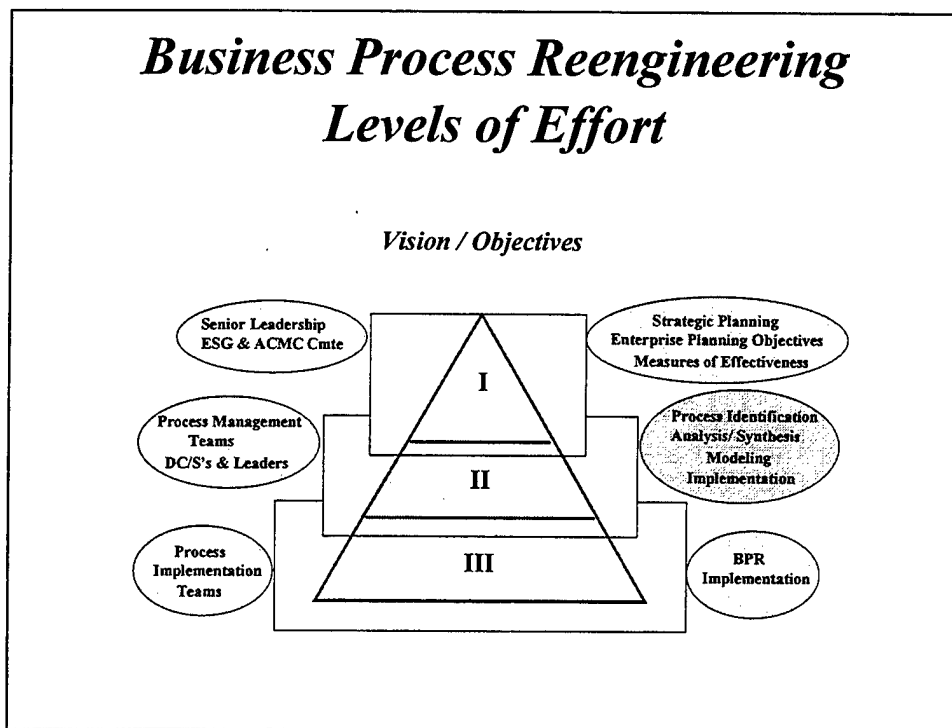 Business Process Reengineering
Levels of Effort
Vision / Objectives
Senior Leadership
ESG & ACMC Cmte
Strategic Planning
Enterprise Planning Objectives
Measures of Effectiveness
I
Process Management
Teams
DC/S's & Leaders
Process Identification
Analysis/ Synthesis
Modeling
Implementation
II
Process
Implementation
Teams
III
BPR
Implementation